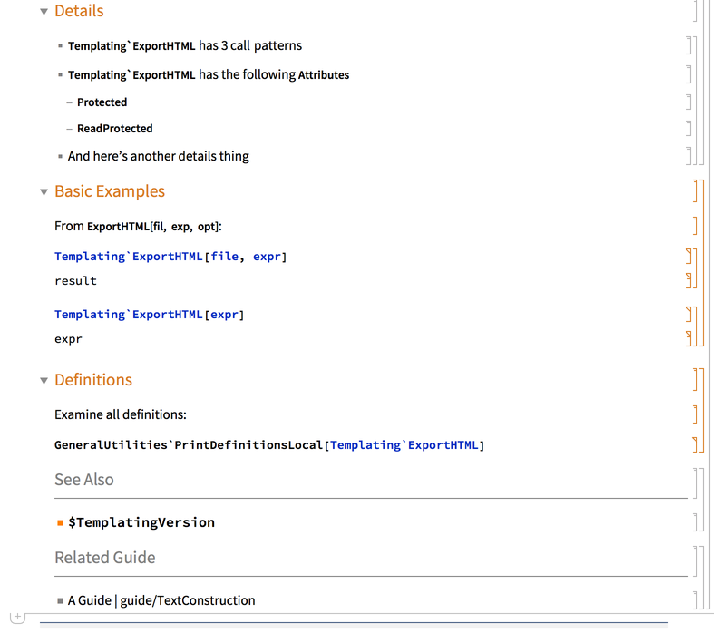 Details
Templating`ExportHTML has 3 call patterns
Templating`ExportHTML has the following Attributes
Protected
ReadProtected
And here's another details thing
Basic Examples
From ExportHTML[fil, exp, opt]:
Templating`ExportHTML[file, expr]
result
Templating`ExportHTML[expr]
expr
Definitions
Examine all definitions:
GeneralUtilities`PrintDefinitionsLocal[Templating`ExportHTML]
See Also
$TemplatingVersion
Related Guide
A Guide | guide/TextConstruction